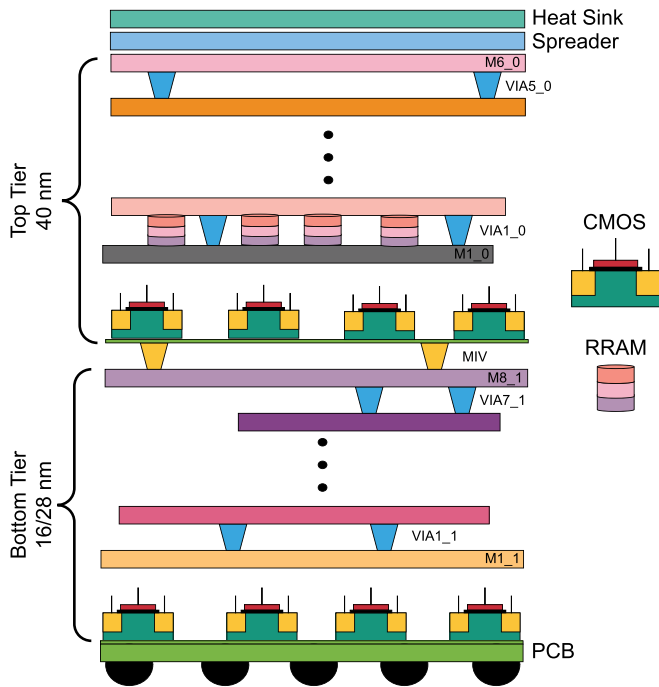 Heat Sink
Spreader
M6_0
VIA5_0
Top Tier
40 nm
VIA1_0
M1_0
CMOS
MIV
RRAM
M8_1
VIA7_1
Bottom Tier
16/28 nm
VIA1_1
M1_1
PCB